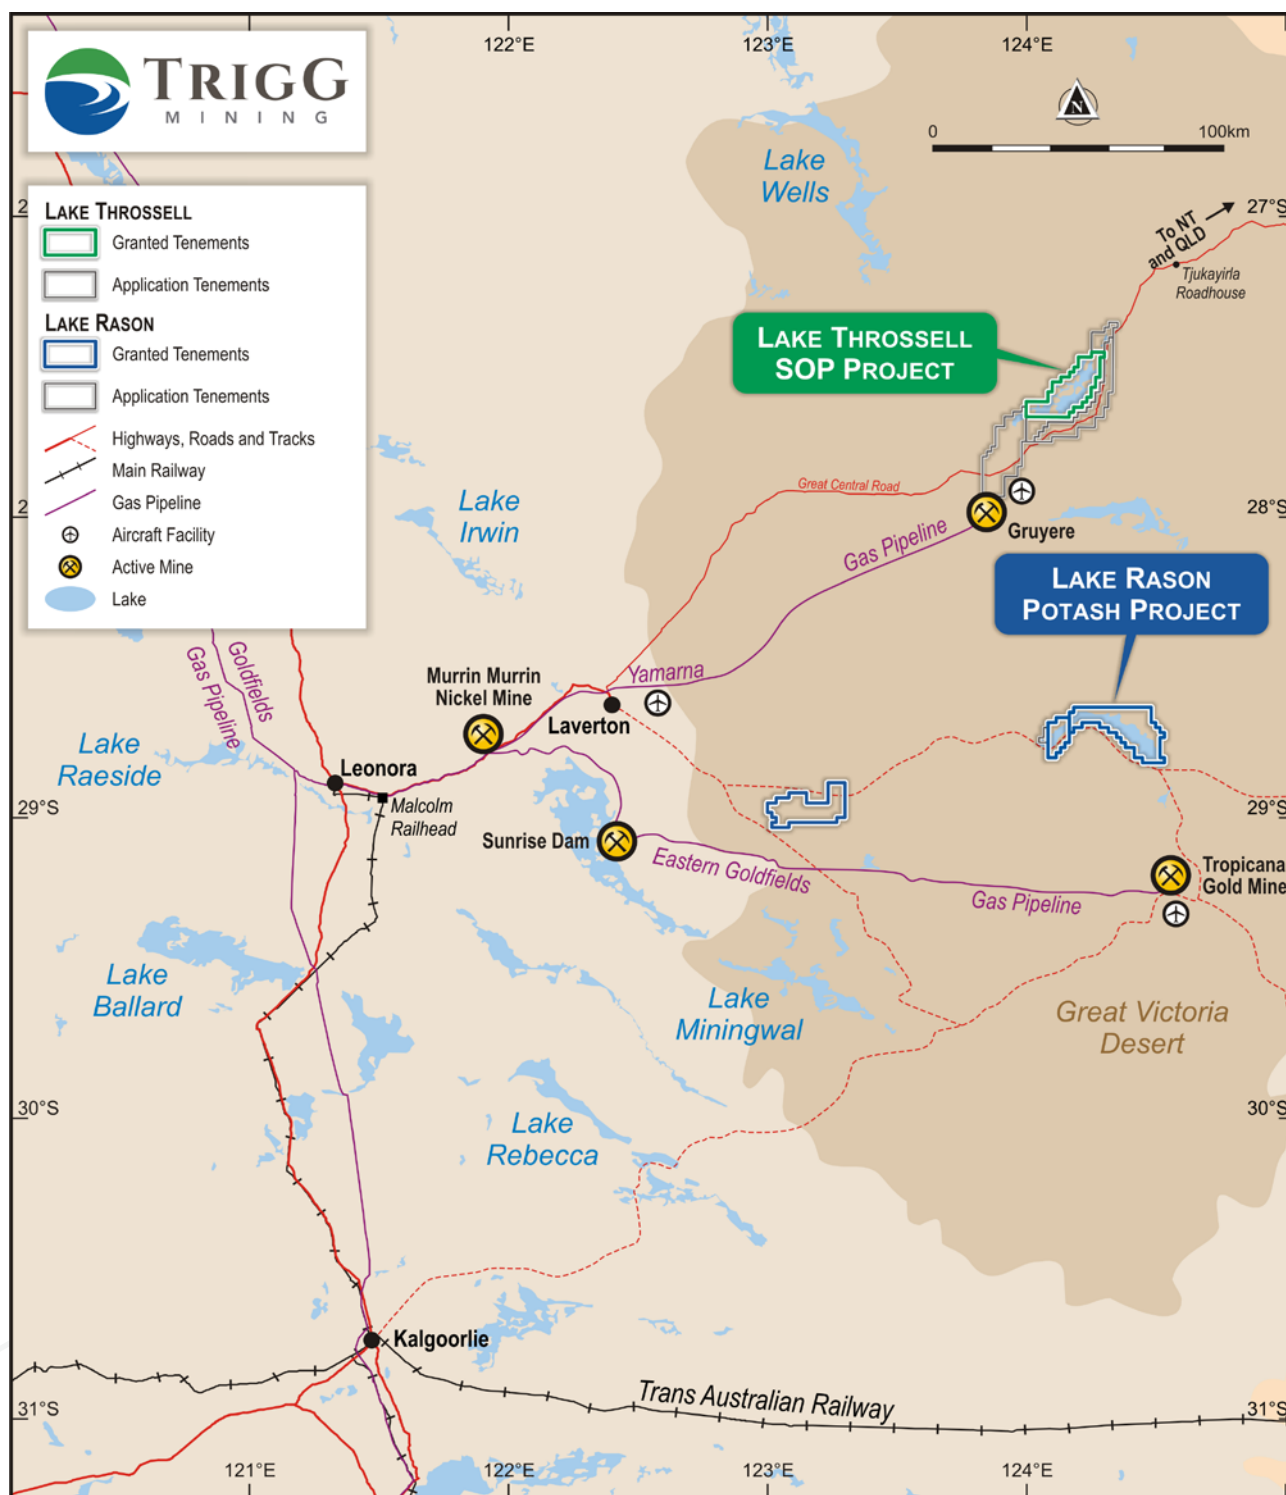 122°E
123°E
124°E
TRIGG
MINING
0
100km
Lake
Wells
LAKE THROSSELL
Granted Tenements
Application Tenements
LAKE RASON
Granted Tenements
Application Tenements
Highways, Roads and Tracks
Main Railway
Gas Pipeline
Aircraft Facility
Active Mine
Lake
N
27°S
To NT
and QLD
Tjukayirla
Roadhouse
LAKE THROSSELL
SOP PROJECT
Great Central Road
Lake
Irwin
Gas Pipeline
Gruyere
28°S
LAKE RASON
POTASH PROJECT
Goldfields
Gas Pipeline
Murrin Murrin
Nickel Mine
Yamarna
Laverton
Lake
Raeside
Leonora
Malcolm
Railhead
29°S
29°S
Sunrise Dam
Eastern Goldfields
Gas Pipeline
Tropicana
Gold Mine
Lake
Ballard
Lake
Miningwal
Great Victoria
Desert
30°S
30°S
Lake
Rebecca
Kalgoorlie
Trans Australian Railway
31°S
31°S
121°E
122°E
123°E
124°E